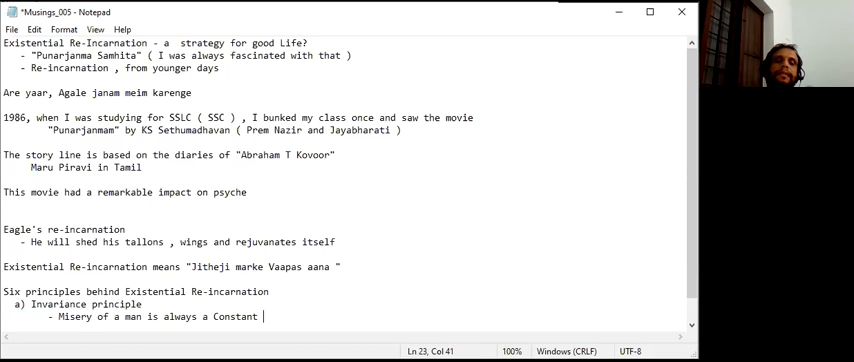 *Musings_005 - Notepad
File Edit Format View Help
Existential Re-Incarnation - a  strategy for good Life?
- "Punarjanma Samhita" ( I was always fascinated with that )
- Re-incarnation , from younger days
Are yaar, Agale janam meim karenge
1986, when I was studying for SSLC ( SSC ) , I bunked my class once and saw the movie
"Punarjanmam" by KS Sethumadhavan ( Prem Nazir and Jayabharati )
The story line is based on the diaries of "Abraham T Kovoor"
Maru Piravi in Tamil
This movie had a remarkable impact on psyche
Eagle's re-incarnation
- He will shed his tallons , wings and rejuvanates itself
Existential Re-incarnation means "Jitheji marke Vaapas aana "
Six principles behind Existential Re-incarnation
a) Invariance principle
- Misery of a man is always a Constant
Ln 23, Col 41 100% Windows (CRLF) UTF-8